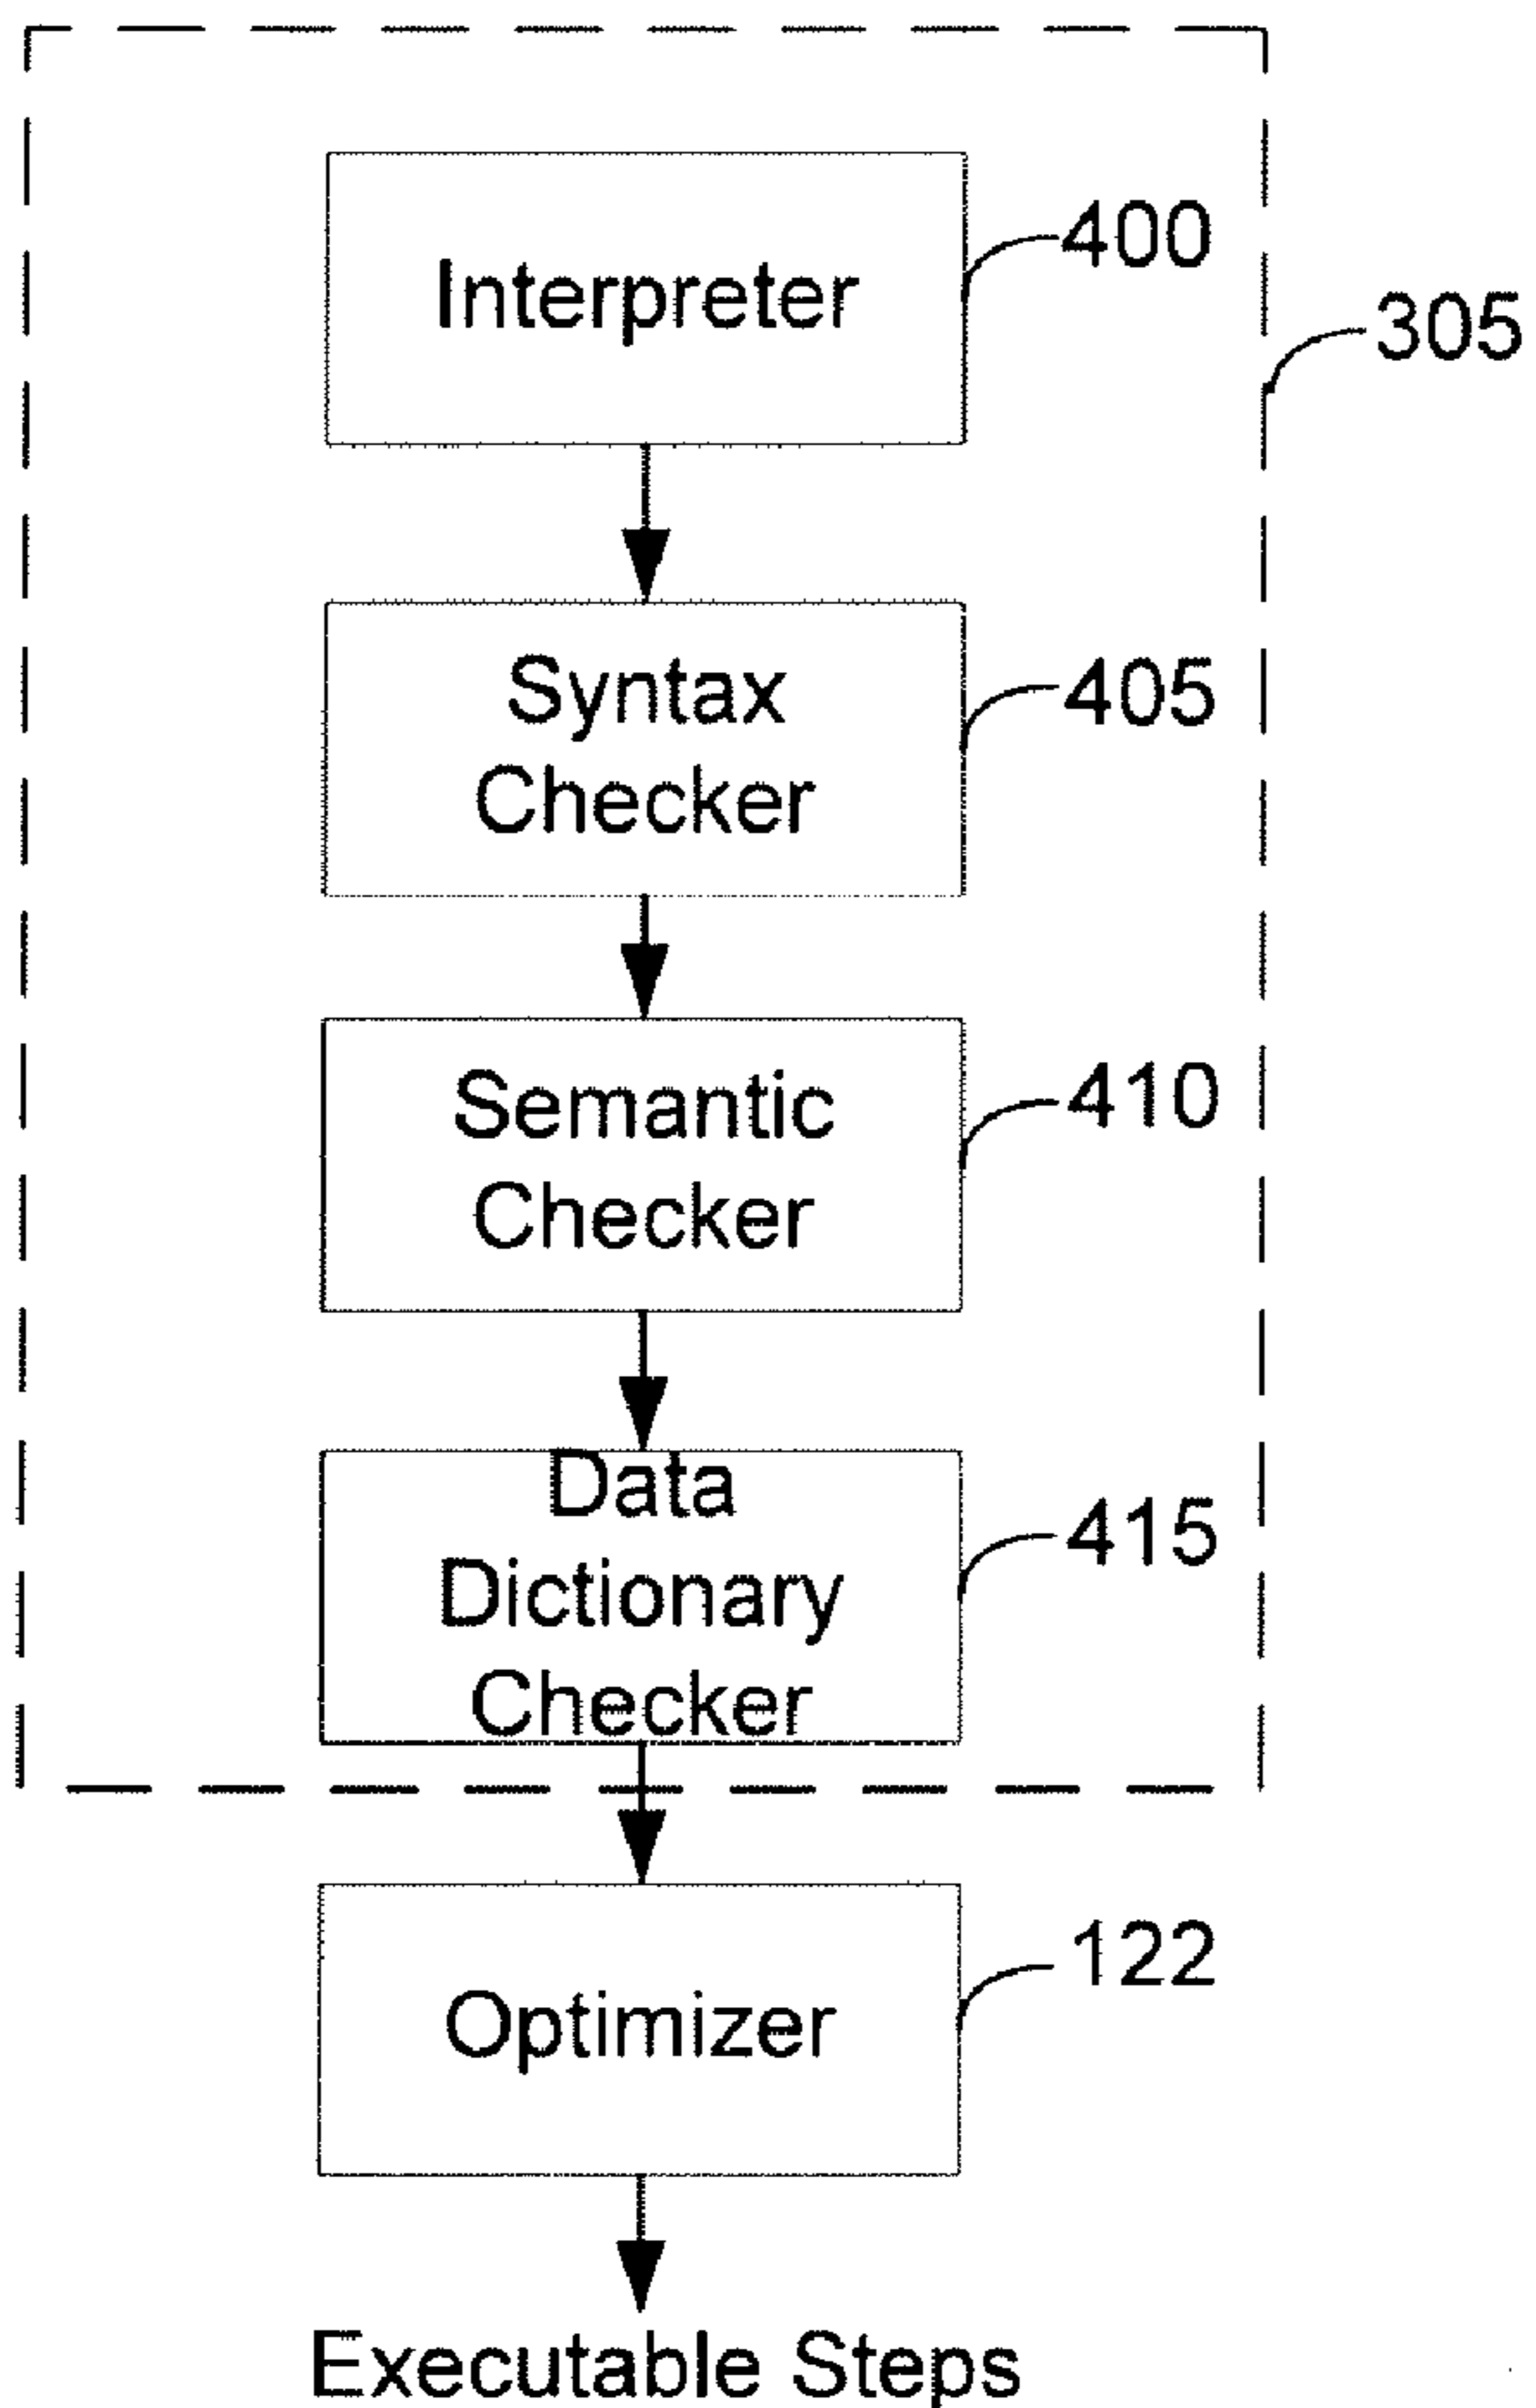 Interpreter
400
305
Syntax
Checker
405
Semantic
Checker
410
Data
Dictionary
Checker
415
Optimizer
122
Executable Steps